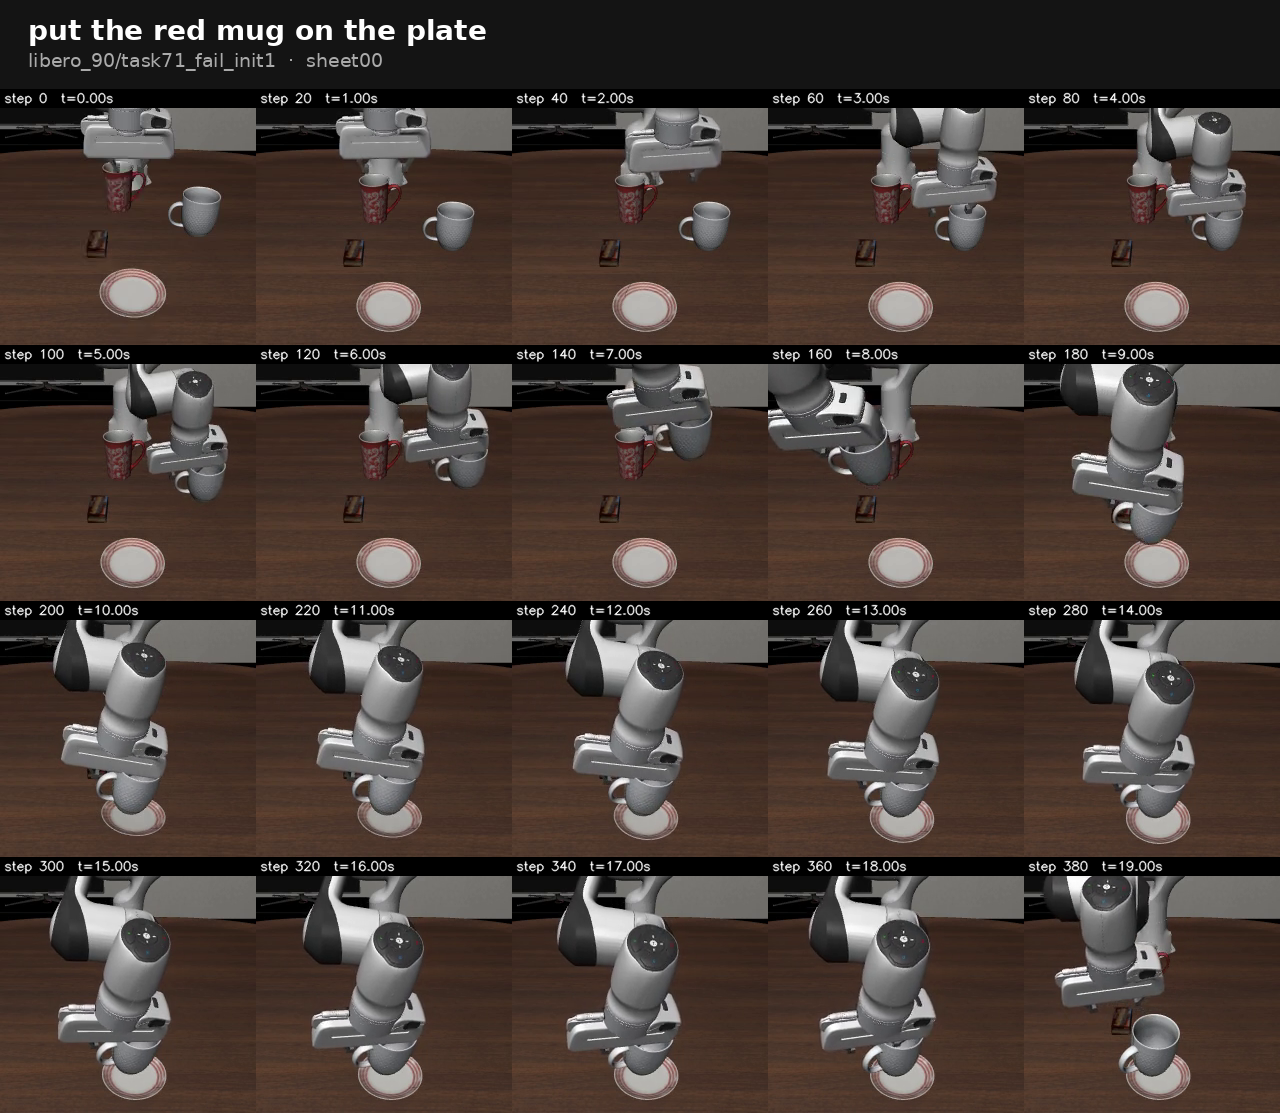 put the red mug on the plate
libero_90/task71_fail_init1 · sheet00
step 0 t=0.00s
step 20 t=1.00s
step 40 t=2.00s
step 60 t=3.00s
step 80 t=4.00s
step 100 t=5.00s
step 120 t=6.00s
step 140 t=7.00s
step 160 t=8.00s
step 180 t=9.00s
step 200 t=10.00s
step 220 t=11.00s
step 240 t=12.00s
step 260 t=13.00s
step 280 t=14.00s
step 300 t=15.00s
step 320 t=16.00s
step 340 t=17.00s
step 360 t=18.00s
step 380 t=19.00s